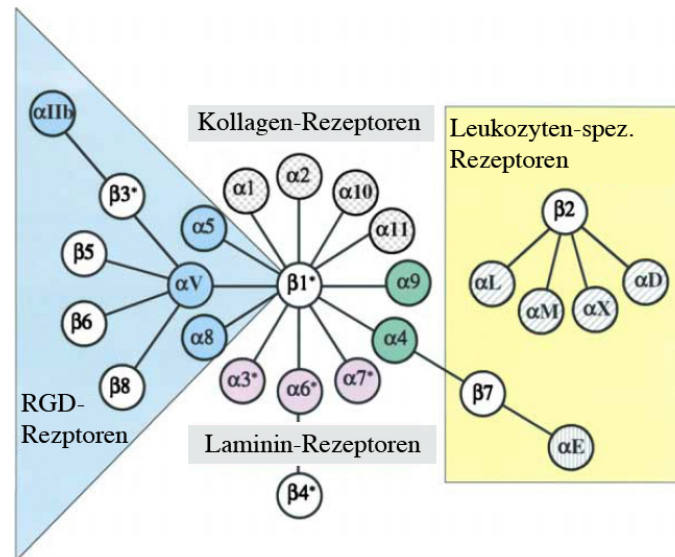 αIIb
Kollagen-Rezeptoren
Leukozyten-spez.
Rezeptoren
α1
α2
α10
α11
β3*
α5
β5
αV
β1*
α9
β2
αL
αM
αX
αD
β6
α8
α4
β8
α3*
α6*
α7*
β7
RGD-
Rezptoren
Laminin-Rezeptoren
αE
β4*